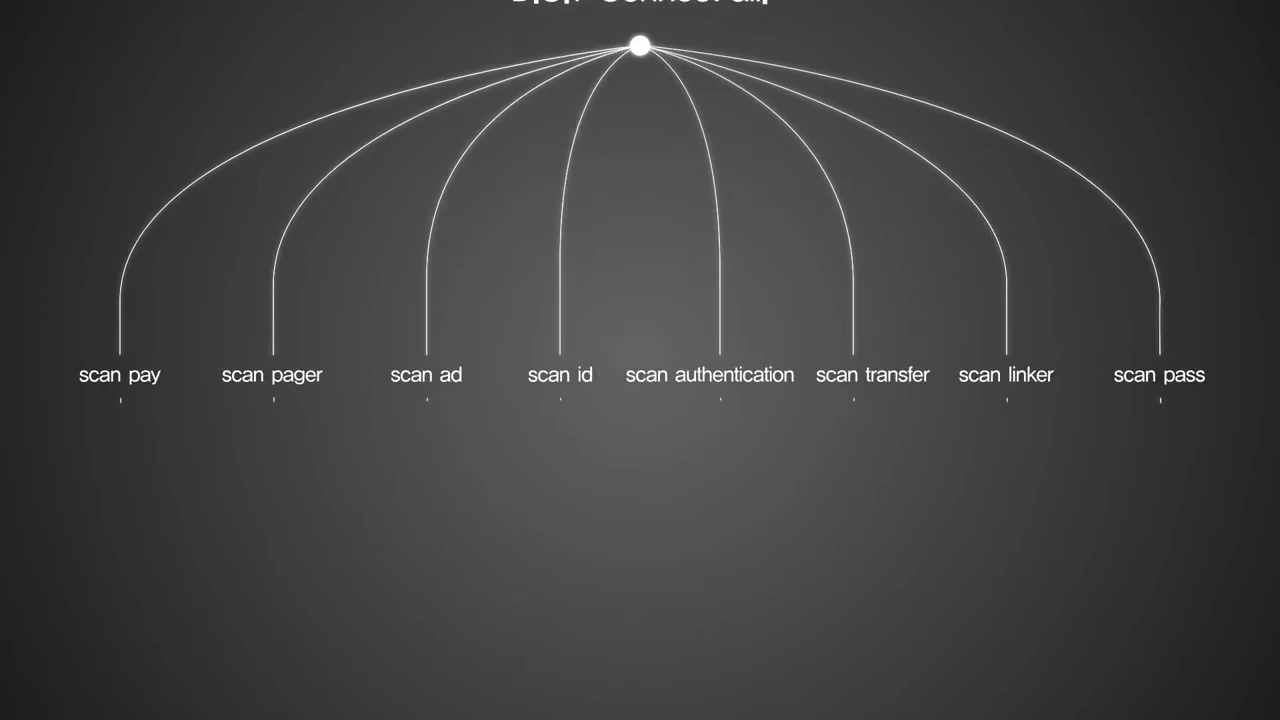 scan pay
scan pager
scan ad
scan id
scan authentication
scan transfer
scan linker
scan pass